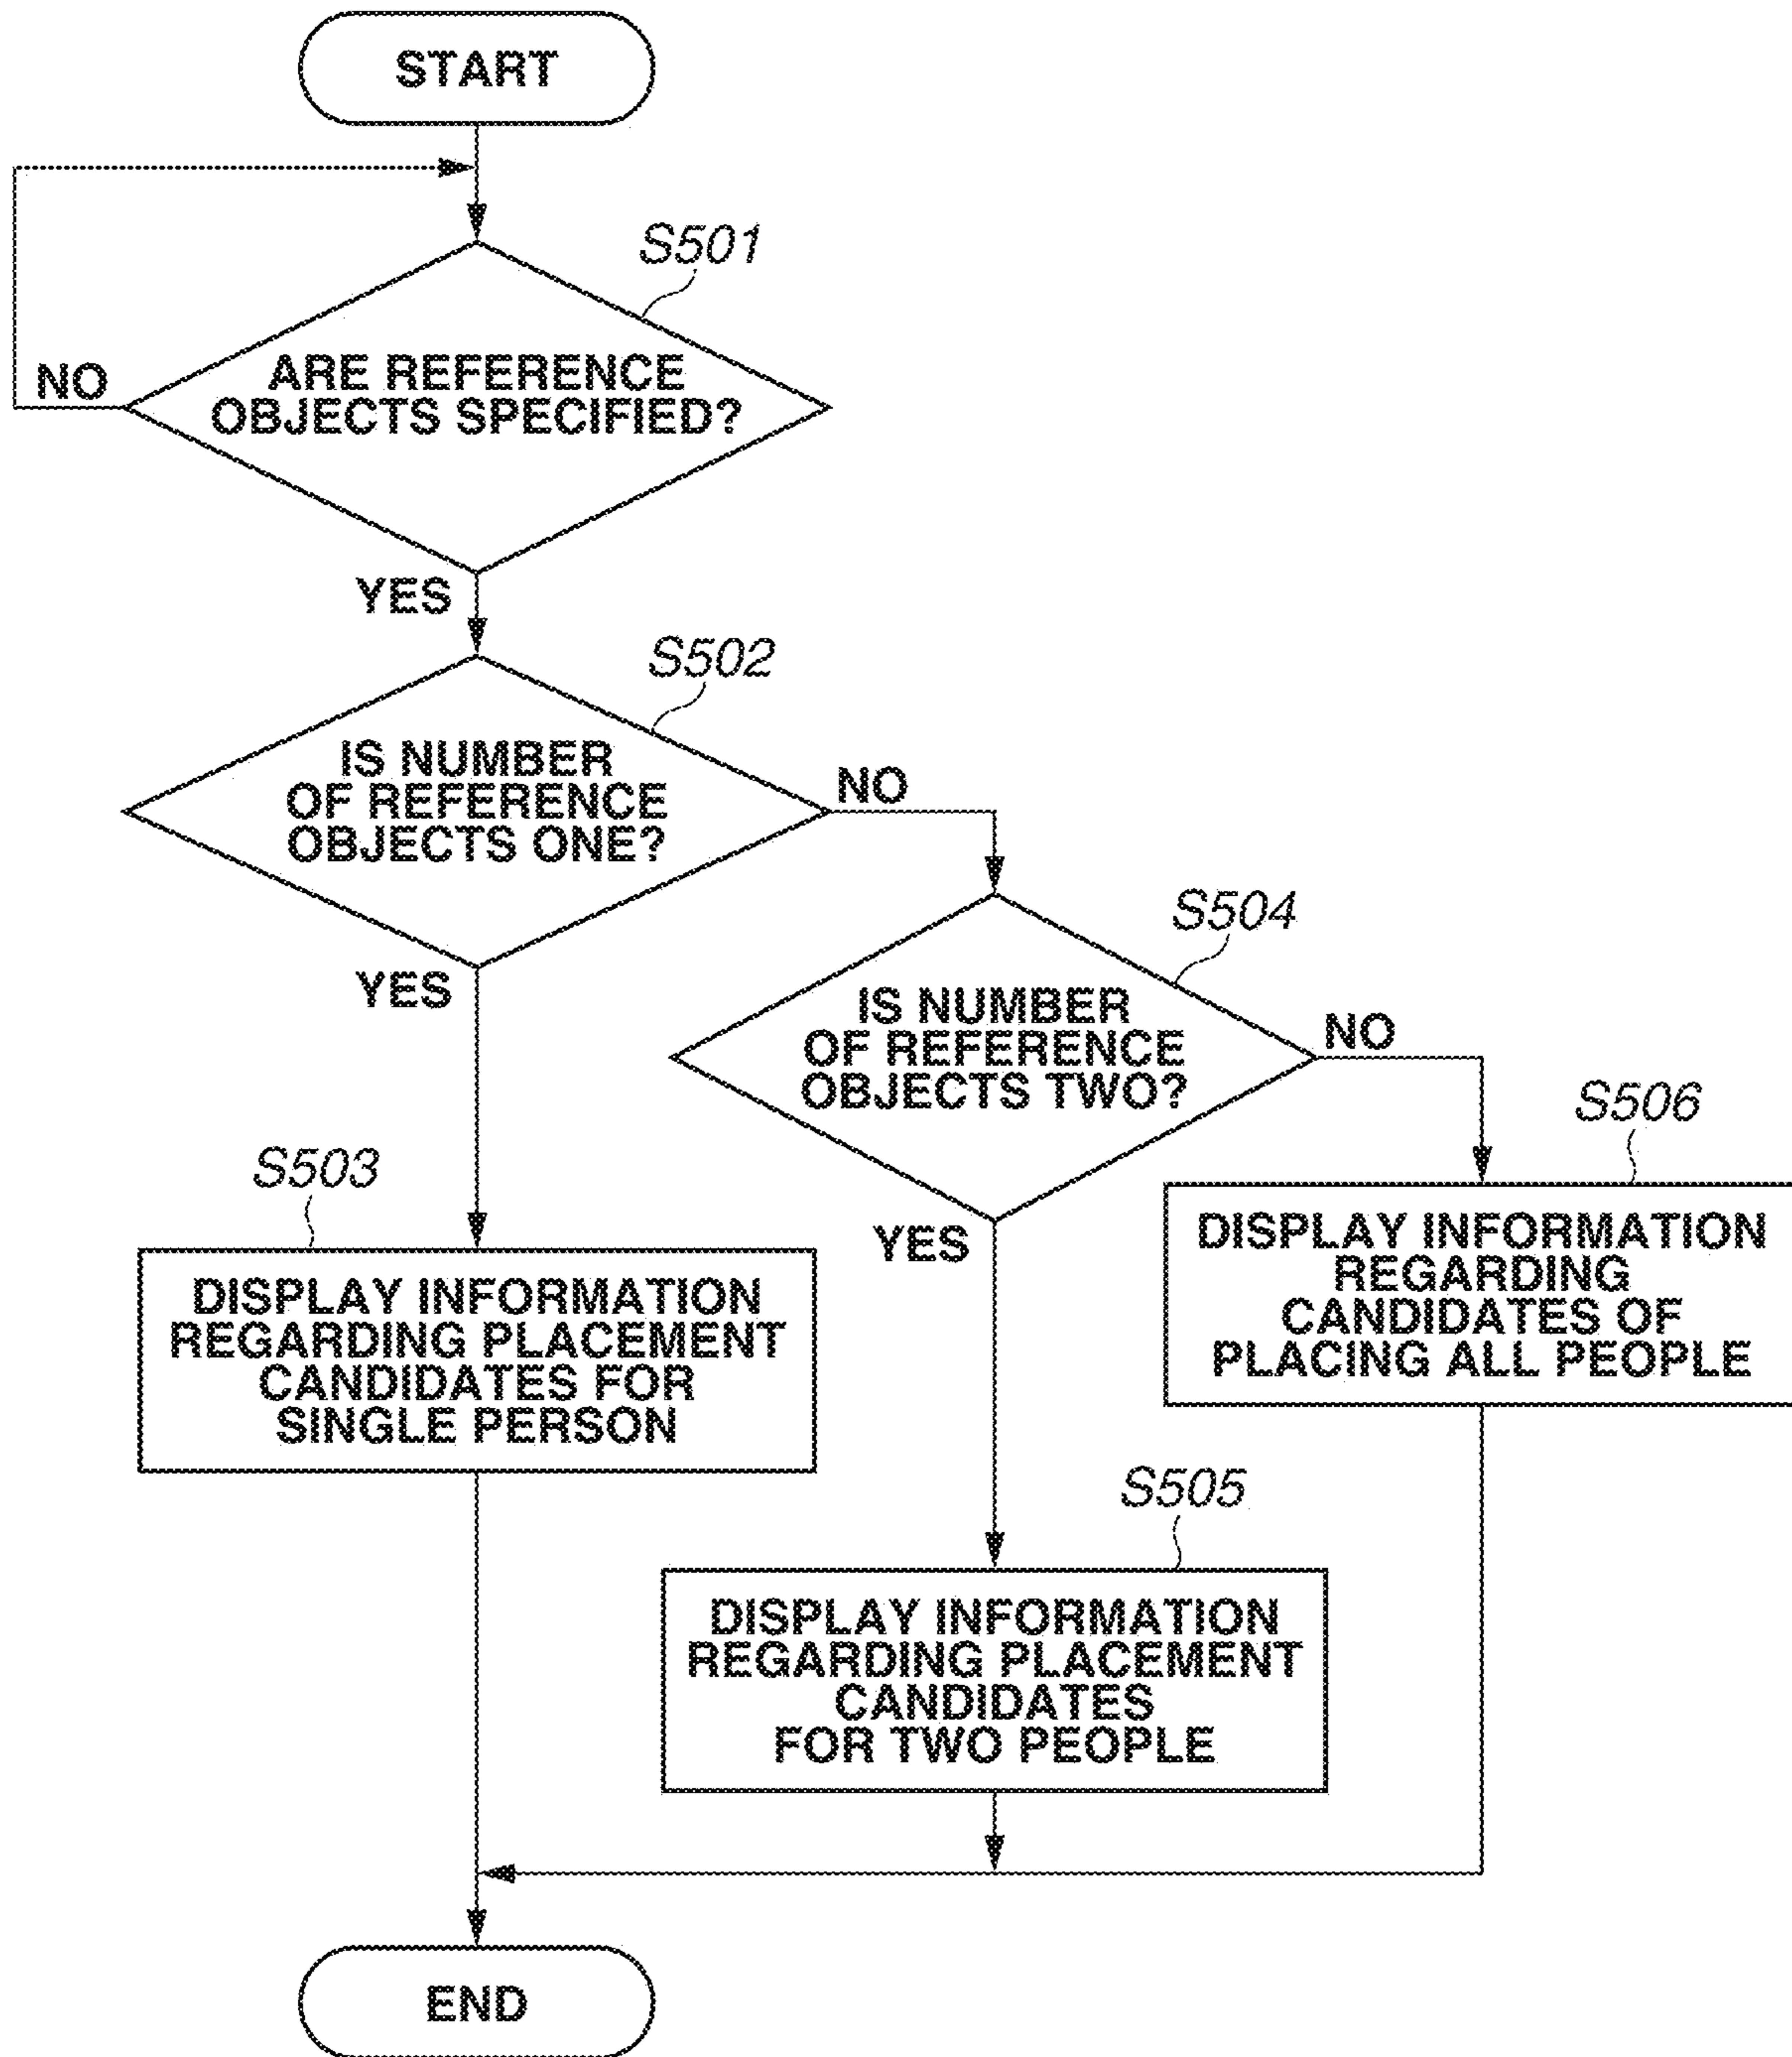 START
S501
ARE REFERENCE
OBJECTS SPECIFIED?
NO
YES
S502
IS NUMBER
OF REFERENCE
OBJECTS ONE?
NO
YES
S504
IS NUMBER
OF REFERENCE
OBJECTS TWO?
NO
YES
S503
DISPLAY INFORMATION
REGARDING PLACEMENT
CANDIDATES FOR
SINGLE PERSON
S506
DISPLAY INFORMATION
REGARDING
CANDIDATES OF
PLACING ALL PEOPLE
S505
DISPLAY INFORMATION
REGARDING PLACEMENT
CANDIDATES
FOR TWO PEOPLE
END